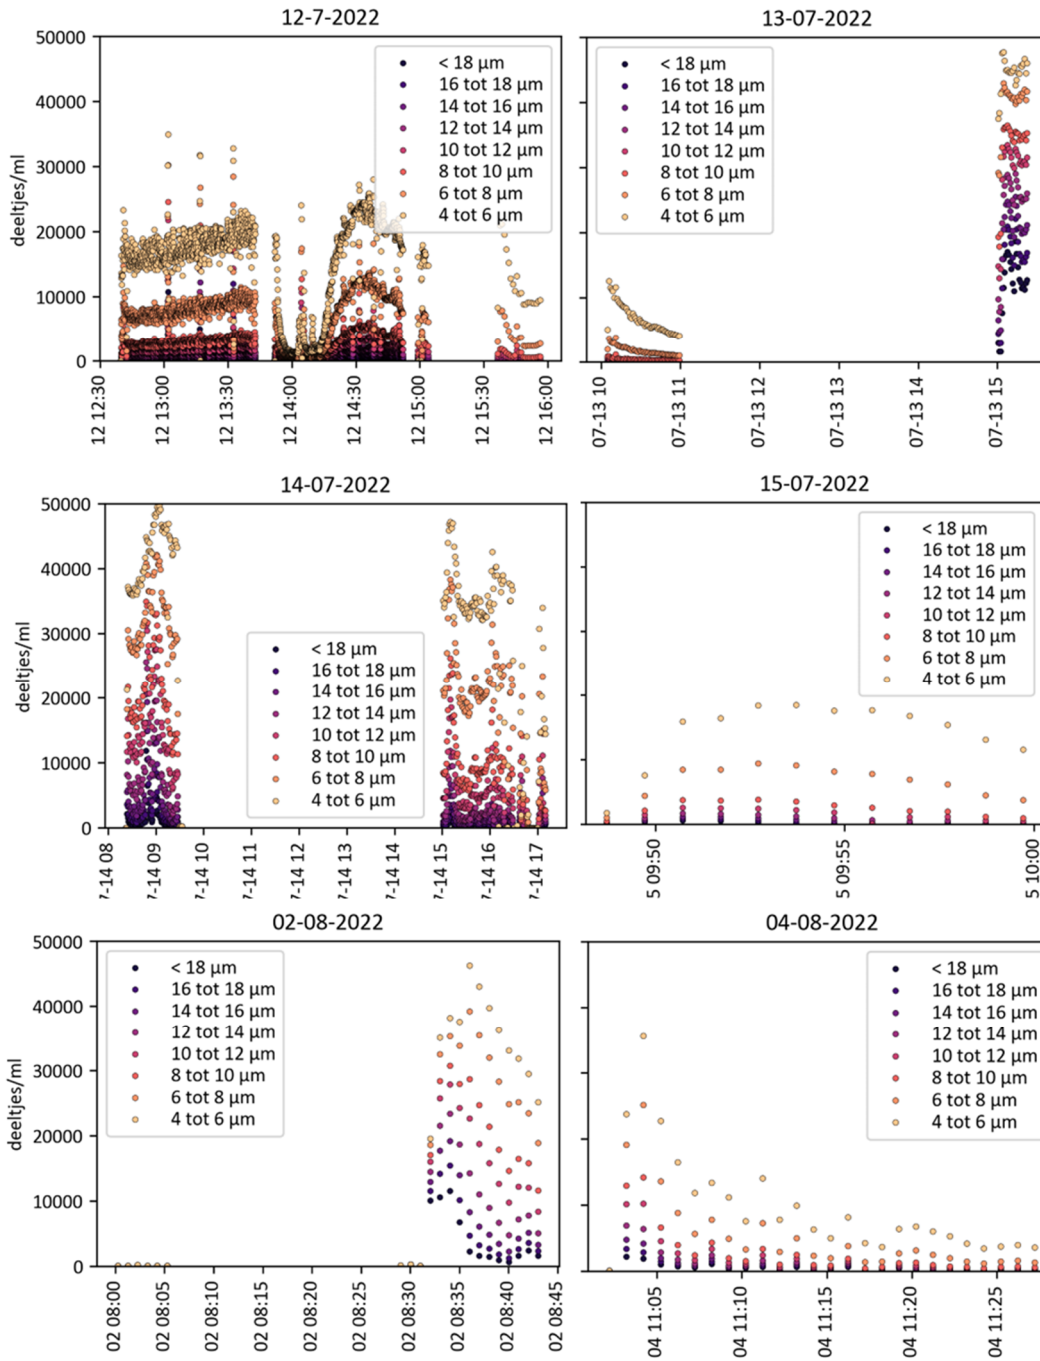 12-7-2022
50000
40000
30000
20000
10000
0
deeltjes/ml
< 18 µm
16 tot 18 µm
14 tot 16 µm
12 tot 14 µm
10 tot 12 µm
8 tot 10 µm
6 tot 8 µm
4 tot 6 µm
12 12:30
12 13:00
12 13:30
12 14:00
12 14:30
12 15:00
12 15:30
12 16:00
13-07-2022
< 18 µm
16 tot 18 µm
14 tot 16 µm
12 tot 14 µm
10 tot 12 µm
8 tot 10 µm
6 tot 8 µm
4 tot 6 µm
07-13 10
07-13 11
07-13 12
07-13 13
07-13 14
07-13 15
14-07-2022
50000
40000
30000
20000
10000
0
deeltjes/ml
< 18 µm
16 tot 18 µm
14 tot 16 µm
12 tot 14 µm
10 tot 12 µm
8 tot 10 µm
6 tot 8 µm
4 tot 6 µm
7-14 08
7-14 09
7-14 10
7-14 11
7-14 12
7-14 13
7-14 14
7-14 15
7-14 16
7-14 17
15-07-2022
< 18 µm
16 tot 18 µm
14 tot 16 µm
12 tot 14 µm
10 tot 12 µm
8 tot 10 µm
6 tot 8 µm
4 tot 6 µm
5 09:50
5 09:55
5 10:00
02-08-2022
50000
40000
30000
20000
10000
0
deeltjes/ml
< 18 µm
16 tot 18 µm
14 tot 16 µm
12 tot 14 µm
10 tot 12 µm
8 tot 10 µm
6 tot 8 µm
4 tot 6 µm
02 08:00
02 08:05
02 08:10
02 08:15
02 08:20
02 08:25
02 08:30
02 08:35
02 08:40
02 08:45
04-08-2022
< 18 µm
16 tot 18 µm
14 tot 16 µm
12 tot 14 µm
10 tot 12 µm
8 tot 10 µm
6 tot 8 µm
4 tot 6 µm
04 11:05
04 11:10
04 11:15
04 11:20
04 11:25